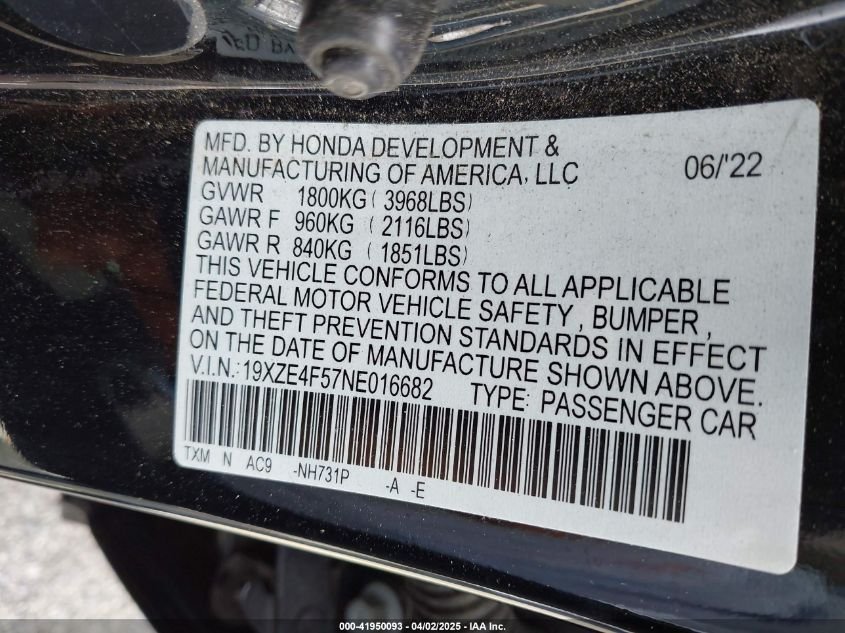 MFD. BY HONDA DEVELOPMENT &
MANUFACTURING OF AMERICA, LLC 06/'22
GVWR 1800KG (3968LBS)
GAWR F 960KG (2116LBS)
GAWR R 840KG (1851LBS)
THIS VEHICLE CONFORMS TO ALL APPLICABLE
FEDERAL MOTOR VEHICLE SAFETY, BUMPER,
AND THEFT PREVENTION STANDARDS IN EFFECT
ON THE DATE OF MANUFACTURE SHOWN ABOVE.
V.I.N.: 19XZE4F57NE016682 TYPE: PASSENGER CAR
TXM N AC9 -NH731P -A -E
000-41950093 - 04/02/2025 - IAA Inc.